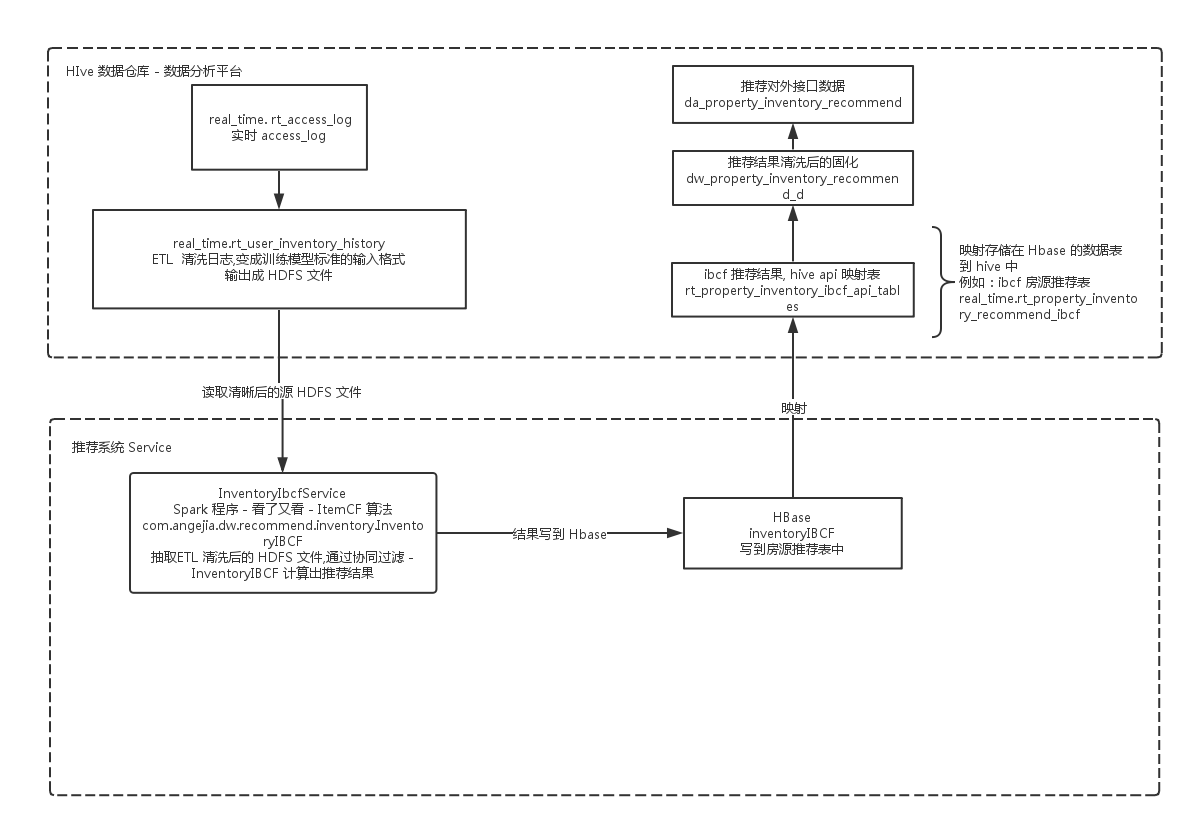 HIve 数据仓库 - 数据分析平台
real_time. rt_access_log
实时 access_log
real_time.rt_user_inventory_history
ETL 清洗日志,变成训练模型标准的输入格式
输出成 HDFS 文件
推荐对外接口数据
da_property_inventory_recommend
推荐结果清洗后的固化
dw_property_inventory_recommen
d_d
ibcf 推荐结果, hive api 映射表
rt_property_inventory_ibcf_api_tabl
es
映射存储在 Hbase 的数据表
到 hive 中
例如：ibcf 房源推荐表
real_time.rt_property_invento
ry_recommend_ibcf
读取清晰后的源 HDFS 文件
映射
推荐系统 Service
InventoryIbcfService
Spark 程序 - 看了又看 - ItemCF 算法
com.angejia.dw.recommend.inventory.Invento
ryIBCF
抽取ETL 清洗后的 HDFS 文件,通过协同过滤 -
InventoryIBCF 计算出推荐结果
结果写到 Hbase
HBase
inventoryIBCF
写到房源推荐表中